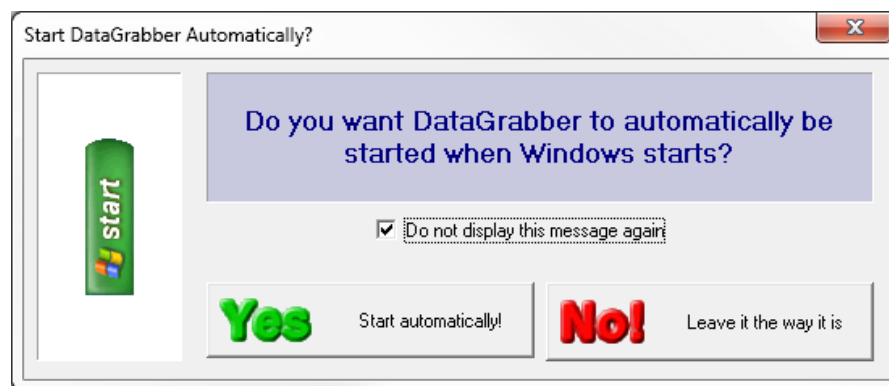 Start DataGrabber Automatically?
Do you want DataGrabber to automatically be
started when Windows starts?
start
Do not display this message again
Yes Start automatically!
No! Leave it the way it is